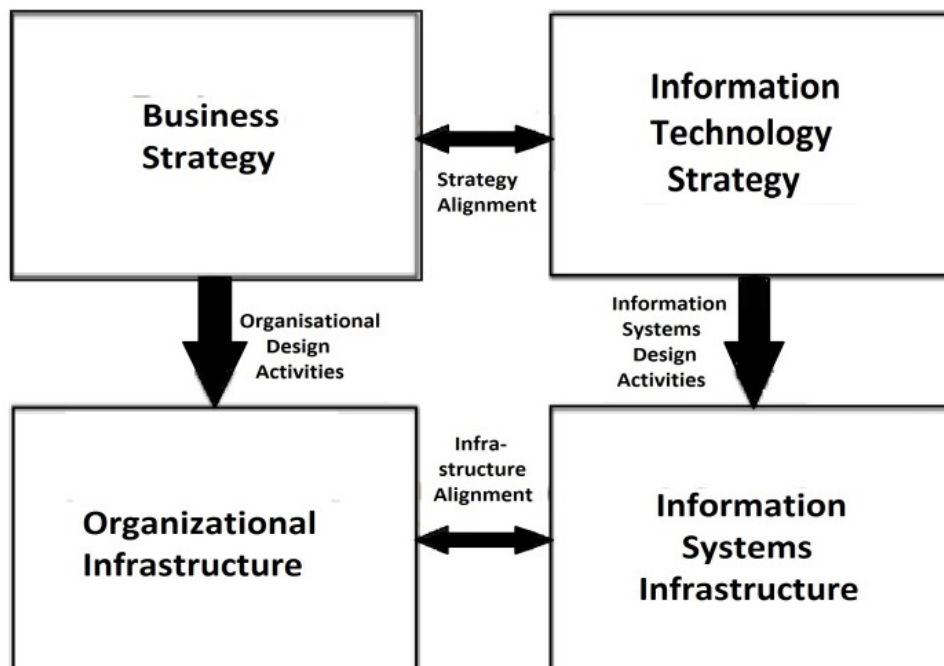 Business
Strategy
Information
Technology
Strategy
Strategy
Alignment
Organisational
Design
Activities
Information
Systems
Design
Activities
Infra-
structure
Alignment
Organizational
Infrastructure
Information
Systems
Infrastructure